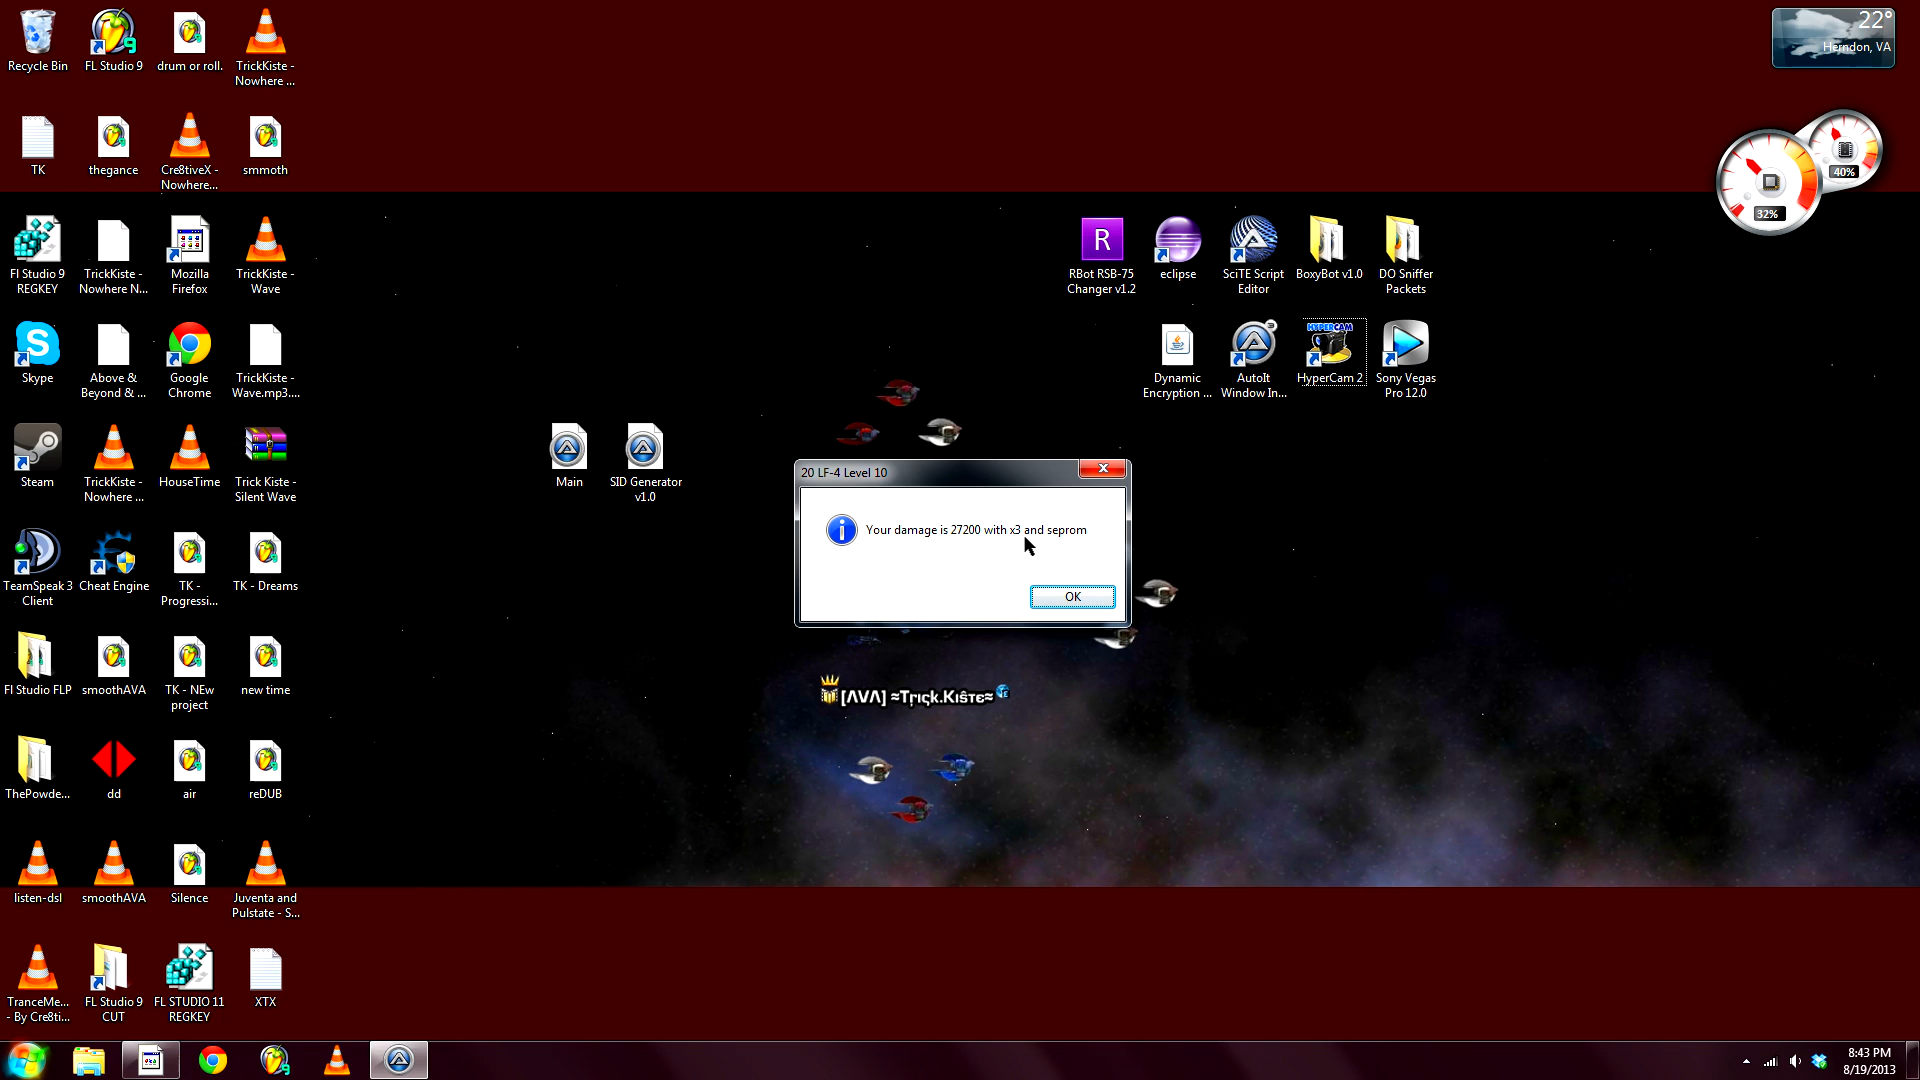 Recycle Bin
FL Studio 9
drum or roll.
TrickKiste -
Nowhere ...
TK
thegance
Cre8tiveX -
Nowhere...
smmoth
Fl Studio 9
REGKEY
TrickKiste -
Nowhere N...
Mozilla
Firefox
TrickKiste -
Wave
Skype
Above &
Beyond & ...
Google
Chrome
TrickKiste -
Wave.mp3....
Steam
TrickKiste -
Nowhere ...
HouseTime
Trick Kiste -
Silent Wave
TeamSpeak 3
Client
Cheat Engine
TK -
Progressi...
TK - Dreams
Fl Studio FLP
smoothAVA
TK - NEw
project
new time
ThePowde...
dd
air
reDUB
listen-dsl
smoothAVA
Silence
Juventa and
Pulstate - S...
TranceMe...
- By Cre8ti...
FL Studio 9
CUT
FL STUDIO 11
REGKEY
XTX
Main
SID Generator
v1.0
R
RBot RSB-75
Changer v1.2
eclipse
SciTE Script
Editor
BoxyBot v1.0
DO Sniffer
Packets
Dynamic
Encryption ...
AutoIt
Window In...
HYPERCAM
HyperCam 2
Sony Vegas
Pro 12.0
20 LF-4 Level 10
Your damage is 27200 with x3 and seprom
OK
22°
Herndon, VA
40%
32%
8:43 PM
8/19/2013